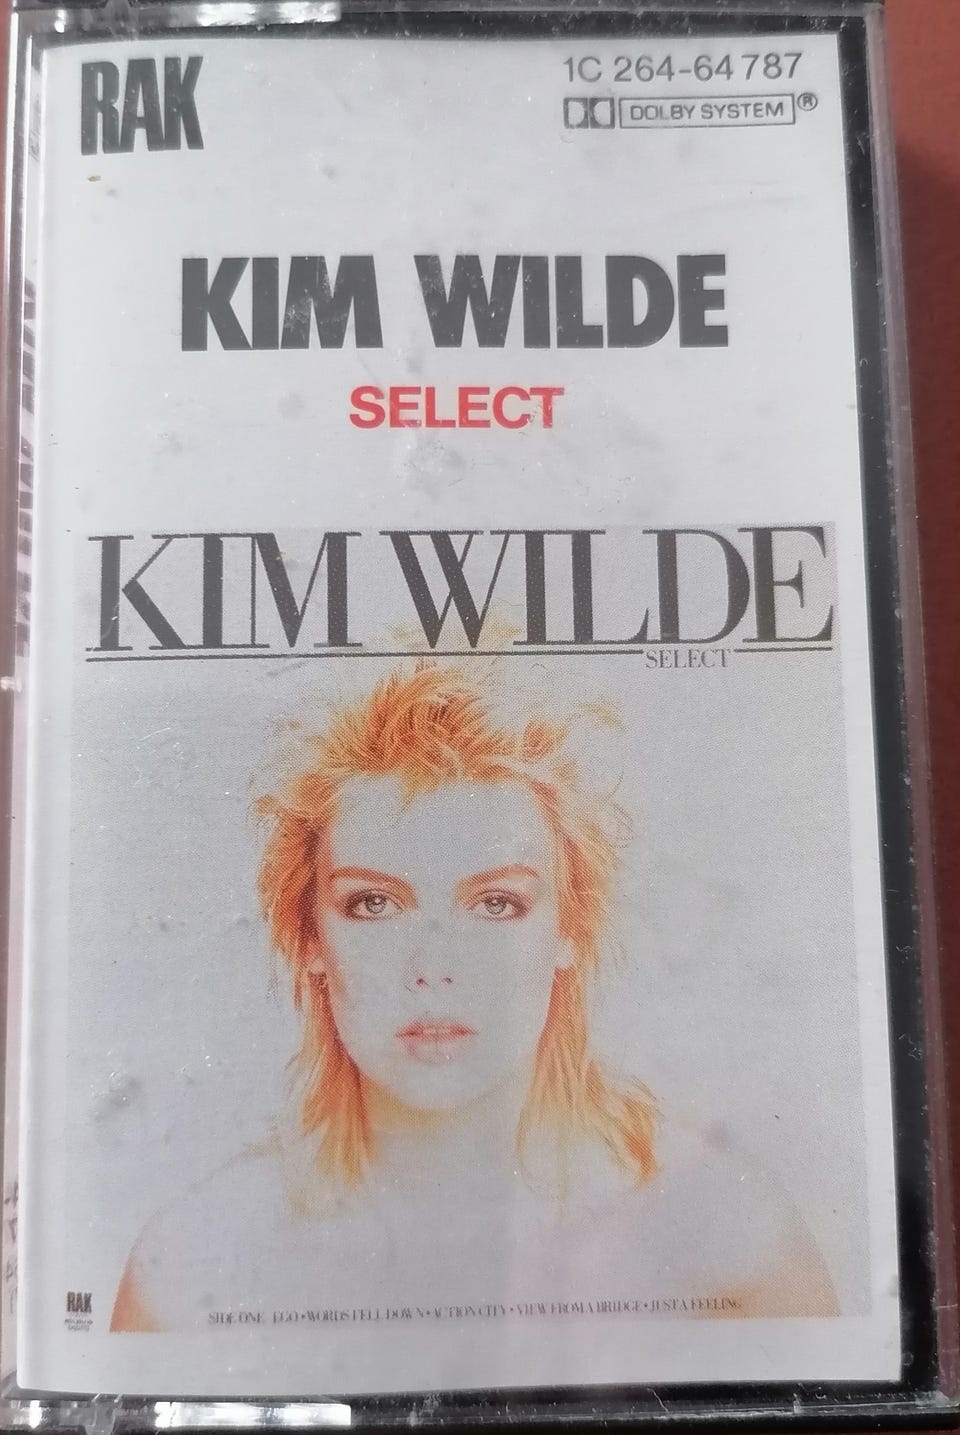 RAK
1C 264-64 787
DOLBY SYSTEM ®
KIM WILDE
SELECT
KIM WILDE
SELECT
RAK
SIDE ONE EGO • WORDS FELL DOWN • ACTION CITY • VIEW FROM A BRIDGE • JUST A FEELING